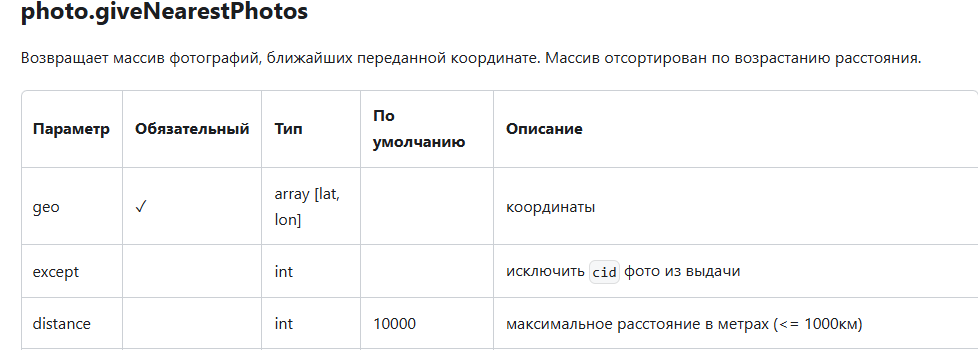 photo.giveNearestPhotos
Возвращает массив фотографий, ближайших переданной координате. Массив отсортирован по возрастанию расстояния.
Параметр Обязательный Тип По умолчанию Описание
geo ✓ array [lat, lon] координаты
except int исключить cid фото из выдачи
distance int 10000 максимальное расстояние в метрах (<= 1000км)